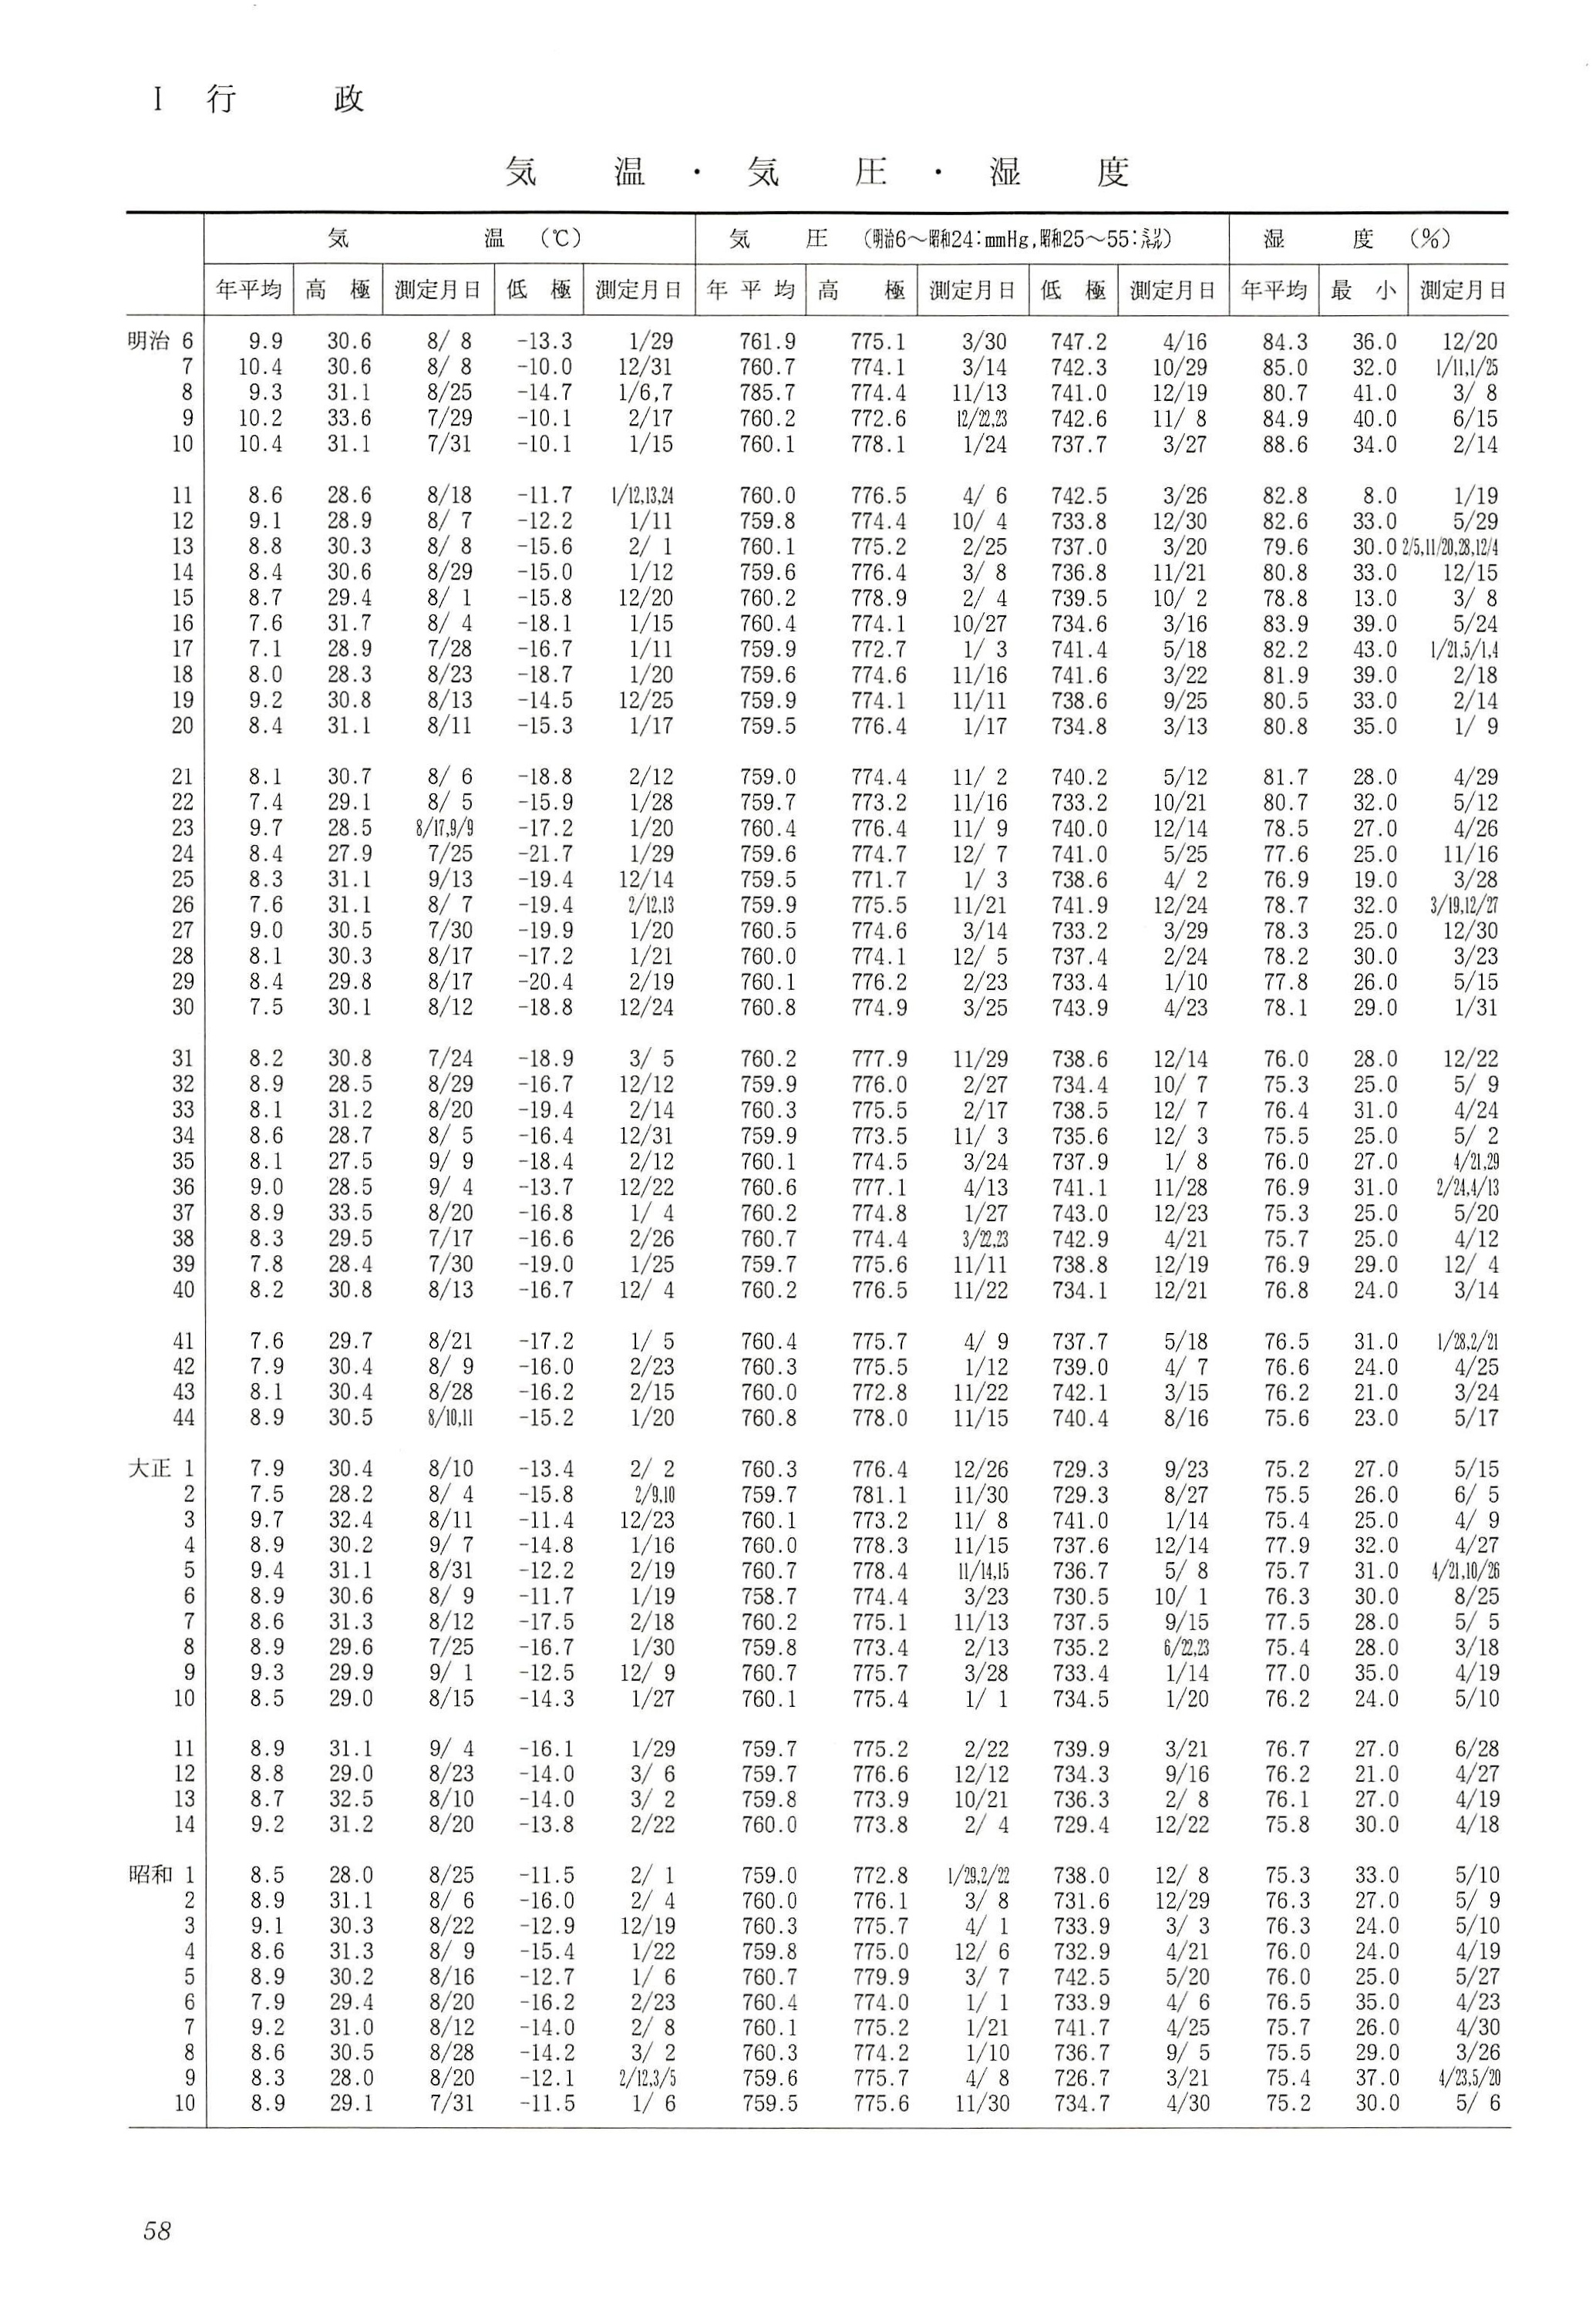 I 行 政
気 温 ・ 気 圧 ・ 湿 度
気 温 (℃) 気 圧 (明治6～昭和24:mmHg,昭和25～55:ミリバール) 湿 度 (%)
年平均 高 極 測定月日 低 極 測定月日 年平均 高 極 測定月日 低 極 測定月日 年平均 最 小 測定月日
明治 6 9.9 30.6 8/ 8 -13.3 1/29 761.9 775.1 3/30 747.2 4/16 84.3 36.0 12/20
7 10.4 30.6 8/ 8 -10.0 12/31 760.7 774.1 3/14 742.3 10/29 85.0 32.0 1/11,1/25
8 9.3 31.1 8/25 -14.7 1/6,7 785.7 774.4 11/13 741.0 12/19 80.7 41.0 3/ 8
9 10.2 33.6 7/29 -10.1 2/17 760.2 772.6 12/22,23 742.6 11/ 8 84.9 40.0 6/15
10 10.4 31.1 7/31 -10.1 1/15 760.1 778.1 1/24 737.7 3/27 88.6 34.0 2/14
11 8.6 28.6 8/18 -11.7 1/12,13,24 760.0 776.5 4/ 6 742.5 3/26 82.8 8.0 1/19
12 9.1 28.9 8/ 7 -12.2 1/11 759.8 774.4 10/ 4 733.8 12/30 82.6 33.0 5/29
13 8.8 30.3 8/ 8 -15.6 2/ 1 760.1 775.2 2/25 737.0 3/20 79.6 30.0 2/5,11/20,28,12/4
14 8.4 30.6 8/29 -15.0 1/12 759.6 776.4 3/ 8 736.8 11/21 80.8 33.0 12/15
15 8.7 29.4 8/ 1 -15.8 12/20 760.2 778.9 2/ 4 739.5 10/ 2 78.8 13.0 3/ 8
16 7.6 31.7 8/ 4 -18.1 1/15 760.4 774.1 10/27 734.6 3/16 83.9 39.0 5/24
17 7.1 28.9 7/28 -16.7 1/11 759.9 772.7 1/ 3 741.4 5/18 82.2 43.0 1/21,5/1,4
18 8.0 28.3 8/23 -18.7 1/20 759.6 774.6 11/16 741.6 3/22 81.9 39.0 2/18
19 9.2 30.8 8/13 -14.5 12/25 759.9 774.1 11/11 738.6 9/25 80.5 33.0 2/14
20 8.4 31.1 8/11 -15.3 1/17 759.5 776.4 1/17 734.8 3/13 80.8 35.0 1/ 9
21 8.1 30.7 8/ 6 -18.8 2/12 759.0 774.4 11/ 2 740.2 5/12 81.7 28.0 4/29
22 7.4 29.1 8/ 5 -15.9 1/28 759.7 773.2 11/16 733.2 10/21 80.7 32.0 5/12
23 9.7 28.5 8/17,9/9 -17.2 1/20 760.4 776.4 11/ 9 740.0 12/14 78.5 27.0 4/26
24 8.4 27.9 7/25 -21.7 1/29 759.6 774.7 12/ 7 741.0 5/25 77.6 25.0 11/16
25 8.3 31.1 9/13 -19.4 12/14 759.5 771.7 1/ 3 738.6 4/ 2 76.9 19.0 3/28
26 7.6 31.1 8/ 7 -19.4 2/12,13 759.9 775.5 11/21 741.9 12/24 78.7 32.0 3/19,12/27
27 9.0 30.5 7/30 -19.9 1/20 760.5 774.6 3/14 733.2 3/29 78.3 25.0 12/30
28 8.1 30.3 8/17 -17.2 1/21 760.0 774.1 12/ 5 737.4 2/24 78.2 30.0 3/23
29 8.4 29.8 8/17 -20.4 2/19 760.1 776.2 2/23 733.4 1/10 77.8 26.0 5/15
30 7.5 30.1 8/12 -18.8 12/24 760.8 774.9 3/25 743.9 4/23 78.1 29.0 1/31
31 8.2 30.8 7/24 -18.9 3/ 5 760.2 777.9 11/29 738.6 12/14 76.0 28.0 12/22
32 8.9 28.5 8/29 -16.7 12/12 759.9 776.0 2/27 734.4 10/ 7 75.3 25.0 5/ 9
33 8.1 31.2 8/20 -19.4 2/14 760.3 775.5 2/17 738.5 12/ 7 76.4 31.0 4/24
34 8.6 28.7 8/ 5 -16.4 12/31 759.9 773.5 11/ 3 735.6 12/ 3 75.5 25.0 5/ 2
35 8.1 27.5 9/ 9 -18.4 2/12 760.1 774.5 3/24 737.9 1/ 8 76.0 27.0 4/21,29
36 9.0 28.5 9/ 4 -13.7 12/22 760.6 777.1 4/13 741.1 11/28 76.9 31.0 2/24,4/13
37 8.9 33.5 8/20 -16.8 1/ 4 760.2 774.8 1/27 743.0 12/23 75.3 25.0 5/20
38 8.3 29.5 7/17 -16.6 2/26 760.7 774.4 3/22,23 742.9 4/21 75.7 25.0 4/12
39 7.8 28.4 7/30 -19.0 1/25 759.7 775.6 11/11 738.8 12/19 76.9 29.0 12/ 4
40 8.2 30.8 8/13 -16.7 12/ 4 760.2 776.5 11/22 734.1 12/21 76.8 24.0 3/14
41 7.6 29.7 8/21 -17.2 1/ 5 760.4 775.7 4/ 9 737.7 5/18 76.5 31.0 1/28,2/21
42 7.9 30.4 8/ 9 -16.0 2/23 760.3 775.5 1/12 739.0 4/ 7 76.6 24.0 4/25
43 8.1 30.4 8/28 -16.2 2/15 760.0 772.8 11/22 742.1 3/15 76.2 21.0 3/24
44 8.9 30.5 8/10,11 -15.2 1/20 760.8 778.0 11/15 740.4 8/16 75.6 23.0 5/17
大正 1 7.9 30.4 8/10 -13.4 2/ 2 760.3 776.4 12/26 729.3 9/23 75.2 27.0 5/15
2 7.5 28.2 8/ 4 -15.8 2/9,10 759.7 781.1 11/30 729.3 8/27 75.5 26.0 6/ 5
3 9.7 32.4 8/11 -11.4 12/23 760.1 773.2 11/ 8 741.0 1/14 75.4 25.0 4/ 9
4 8.9 30.2 9/ 7 -14.8 1/16 760.0 778.3 11/15 737.6 12/14 77.9 32.0 4/27
5 9.4 31.1 8/31 -12.2 2/19 760.7 778.4 11/14,15 736.7 5/ 8 75.7 31.0 4/21,10/26
6 8.9 30.6 8/ 9 -11.7 1/19 758.7 774.4 3/23 730.5 10/ 1 76.3 30.0 8/25
7 8.6 31.3 8/12 -17.5 2/18 760.2 775.1 11/13 737.5 9/15 77.5 28.0 5/ 5
8 8.9 29.6 7/25 -16.7 1/30 759.8 773.4 2/13 735.2 6/22,23 75.4 28.0 3/18
9 9.3 29.9 9/ 1 -12.5 12/ 9 760.7 775.7 3/28 733.4 1/14 77.0 35.0 4/19
10 8.5 29.0 8/15 -14.3 1/27 760.1 775.4 1/ 1 734.5 1/20 76.2 24.0 5/10
11 8.9 31.1 9/ 4 -16.1 1/29 759.7 775.2 2/22 739.9 3/21 76.7 27.0 6/28
12 8.8 29.0 8/23 -14.0 3/ 6 759.7 776.6 12/12 734.3 9/16 76.2 21.0 4/27
13 8.7 32.5 8/10 -14.0 3/ 2 759.8 773.9 10/21 736.3 2/ 8 76.1 27.0 4/19
14 9.2 31.2 8/20 -13.8 2/22 760.0 773.8 2/ 4 729.4 12/22 75.8 30.0 4/18
昭和 1 8.5 28.0 8/25 -11.5 2/ 1 759.0 772.8 1/29,2/22 738.0 12/ 8 75.3 33.0 5/10
2 8.9 31.1 8/ 6 -16.0 2/ 4 760.0 776.1 3/ 8 731.6 12/29 76.3 27.0 5/ 9
3 9.1 30.3 8/22 -12.9 12/19 760.3 775.7 4/ 1 733.9 3/ 3 76.3 24.0 5/10
4 8.6 31.3 8/ 9 -15.4 1/22 759.8 775.0 12/ 6 732.9 4/21 76.0 24.0 4/19
5 8.9 30.2 8/16 -12.7 1/ 6 760.7 779.9 3/ 7 742.5 5/20 76.0 25.0 5/27
6 7.9 29.4 8/20 -16.2 2/23 760.4 774.0 1/ 1 733.9 4/ 6 76.5 35.0 4/23
7 9.2 31.0 8/12 -14.0 2/ 8 760.1 775.2 1/21 741.7 4/25 75.7 26.0 4/30
8 8.6 30.5 8/28 -14.2 3/ 2 760.3 774.2 1/10 736.7 9/ 5 75.5 29.0 3/26
9 8.3 28.0 8/20 -12.1 2/12,3/5 759.6 775.7 4/ 8 726.7 3/21 75.4 37.0 4/23,5/20
10 8.9 29.1 7/31 -11.5 1/ 6 759.5 775.6 11/30 734.7 4/30 75.2 30.0 5/ 6
58